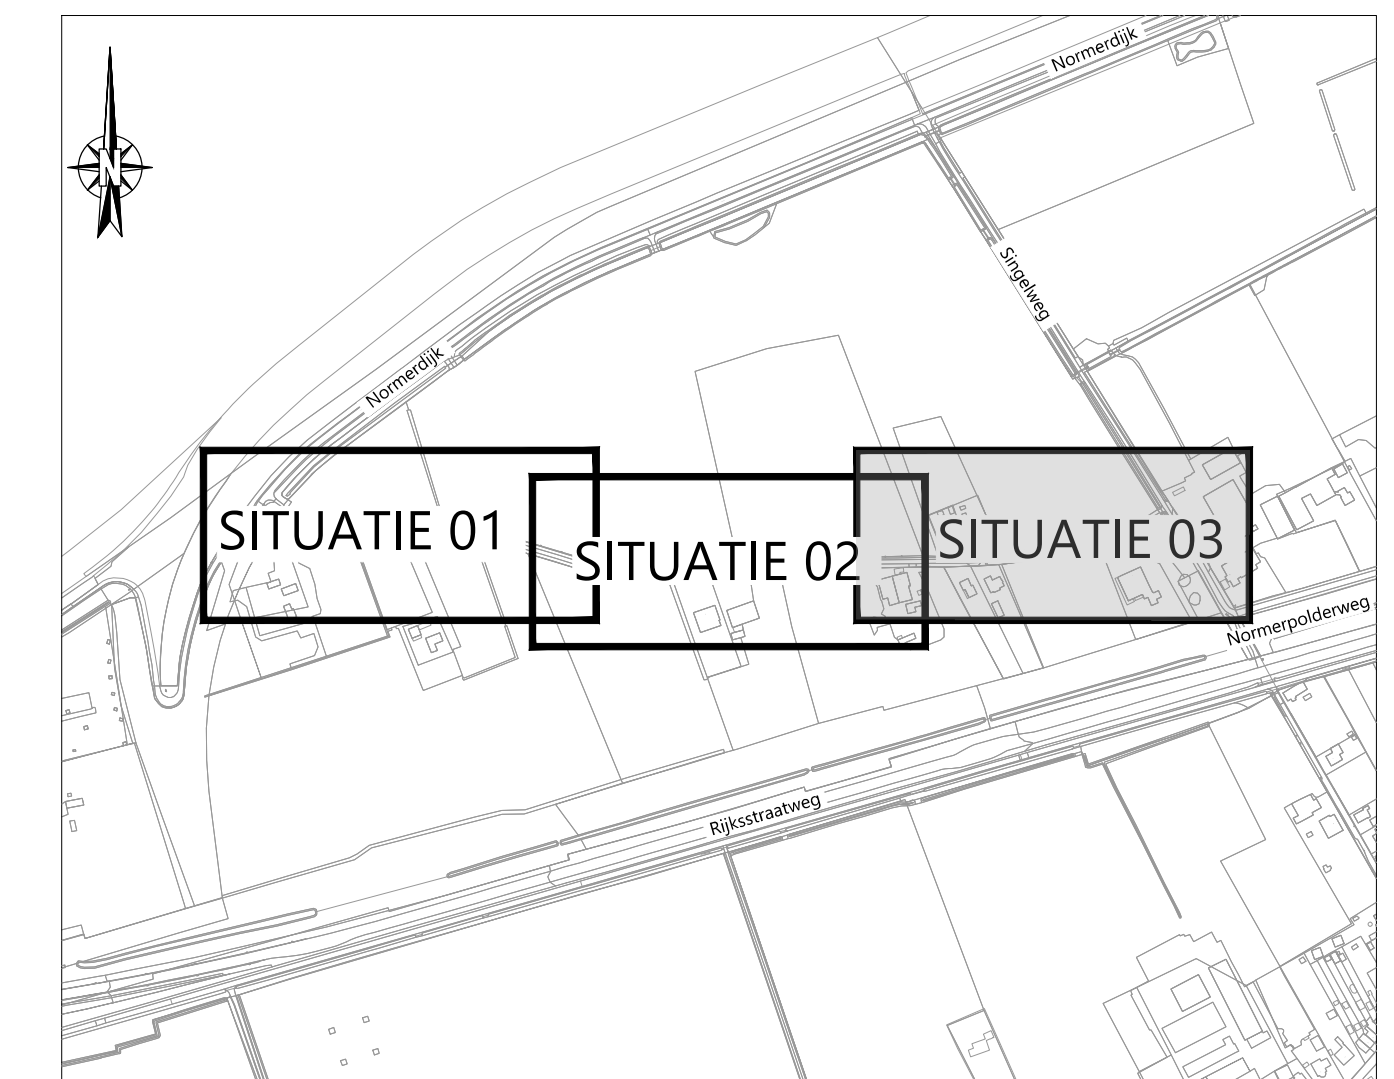 Normerdijk
N
Singelweg
Normerdijk
SITUATIE 01
SITUATIE 02
SITUATIE 03
Normerpolderweg
Rijksstraatweg